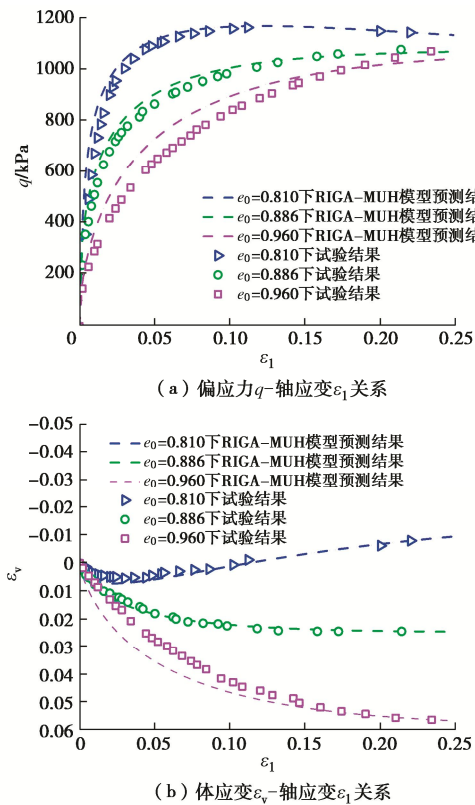 (a)
1200
1000
800
600
400
200
0
q/kPa
e₀=0.810下RIGA-MUH模型预测结
e₀=0.886下RIGA-MUH模型预测结
e₀=0.960下RIGA-MUH模型预测结
e₀=0.810下试验结果
e₀=0.886下试验结果
e₀=0.960下试验结果
0.05 0.10 0.15 0.20 0.25
ε₁
(a) 偏应力q-轴应变ε₁关系
(b)
-0.05
-0.04
-0.03
-0.02
-0.01
0
0.01
0.02
0.03
0.04
0.05
0.06
εᵥ
e₀=0.810下RIGA-MUH模型预测结果
e₀=0.886下RIGA-MUH模型预测结果
e₀=0.960下RIGA-MUH模型预测结果
e₀=0.810下试验结果
e₀=0.886下试验结果
e₀=0.960下试验结果
0 0.05 0.10 0.15 0.20 0.25
ε₁
(b) 体应变εᵥ-轴应变ε₁关系